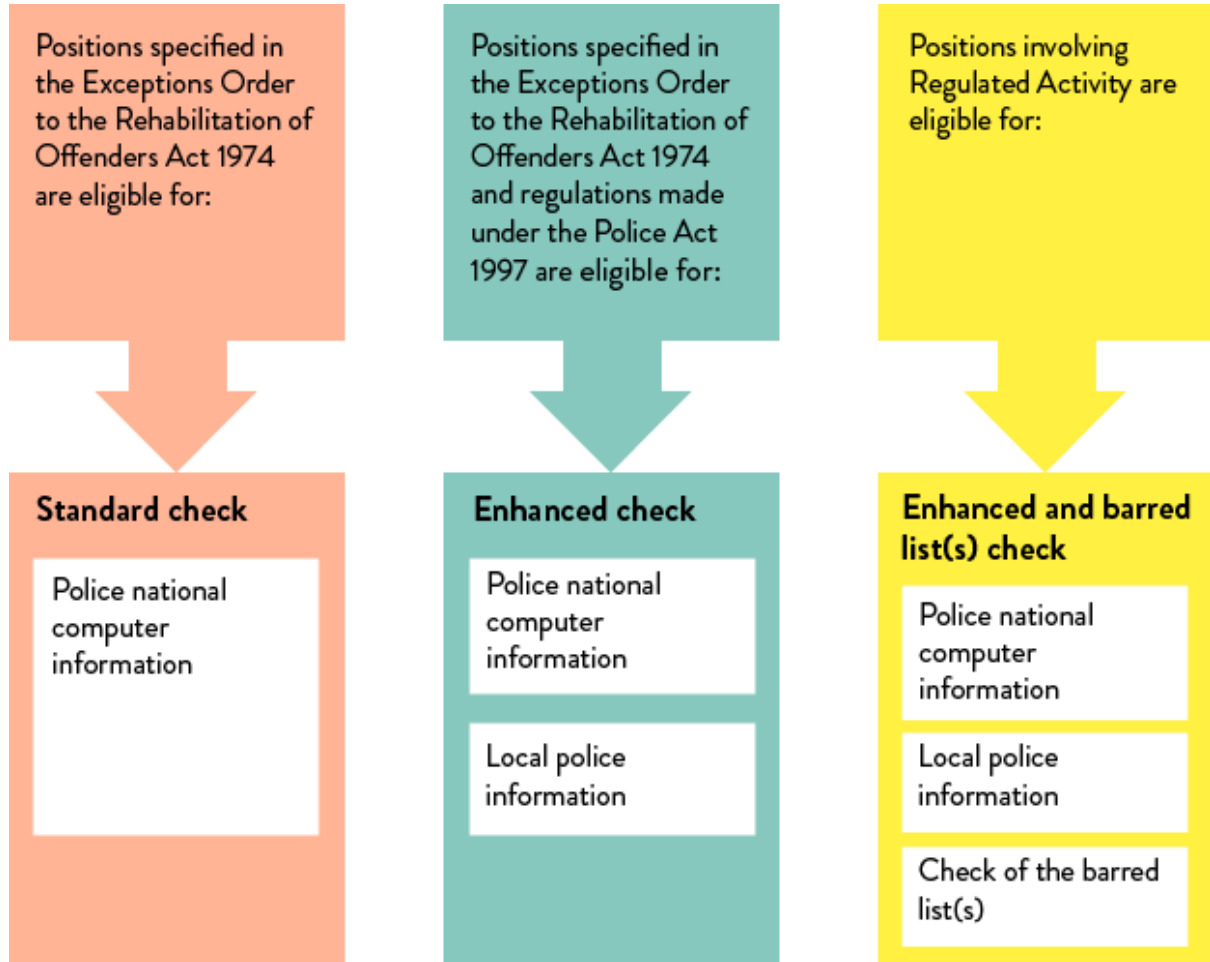 Positions specified in
the Exceptions Order
to the Rehabilitation of
Offenders Act 1974
are eligible for:
Standard check
Police national
computer
information
Positions specified in
the Exceptions Order
to the Rehabilitation of
Offenders Act 1974
and regulations made
under the Police Act
1997 are eligible for:
Enhanced check
Police national
computer
information
Local police
information
Positions involving
Regulated Activity are
eligible for:
Enhanced and barred
list(s) check
Police national
computer
information
Local police
information
Check of the barred
list(s)